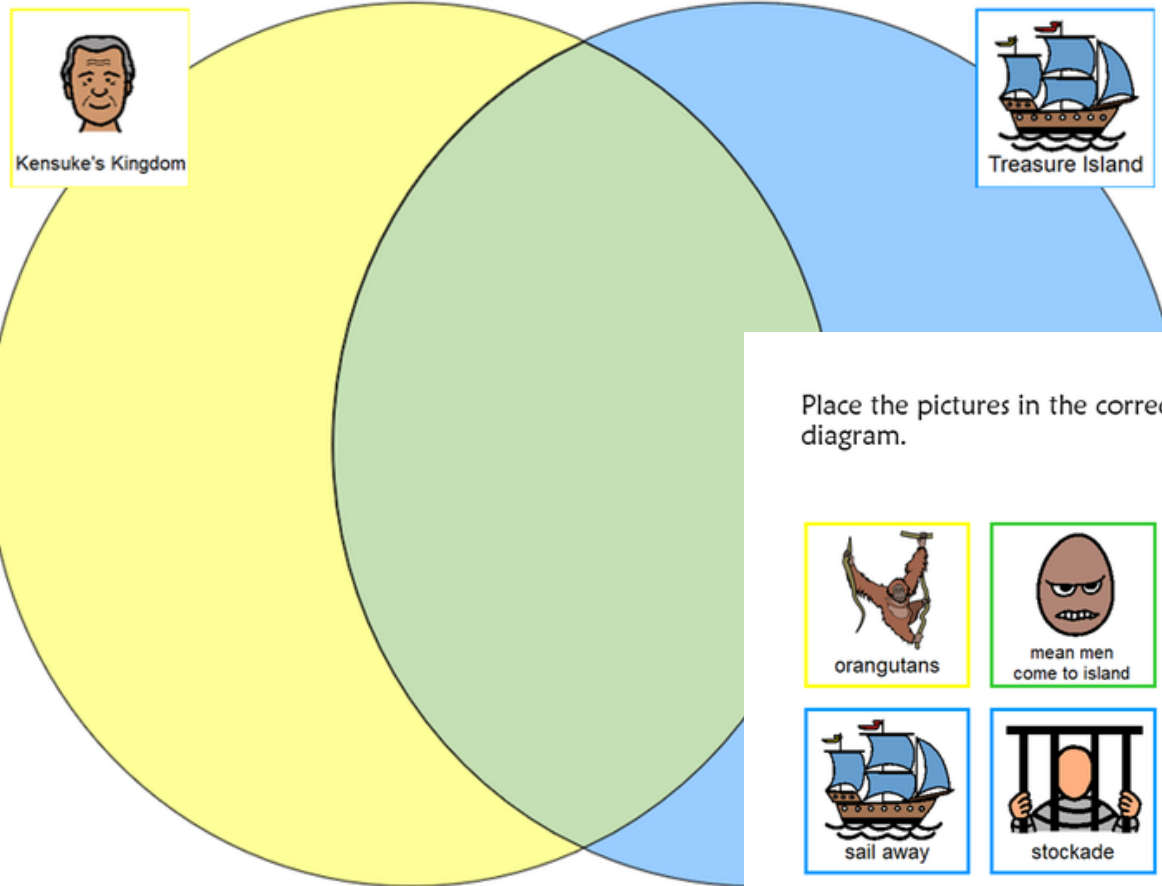 Kensuke's Kingdom
Treasure Island
Place the pictures in the correc
diagram.
orangutans
mean men
come to island
sail away
stockade